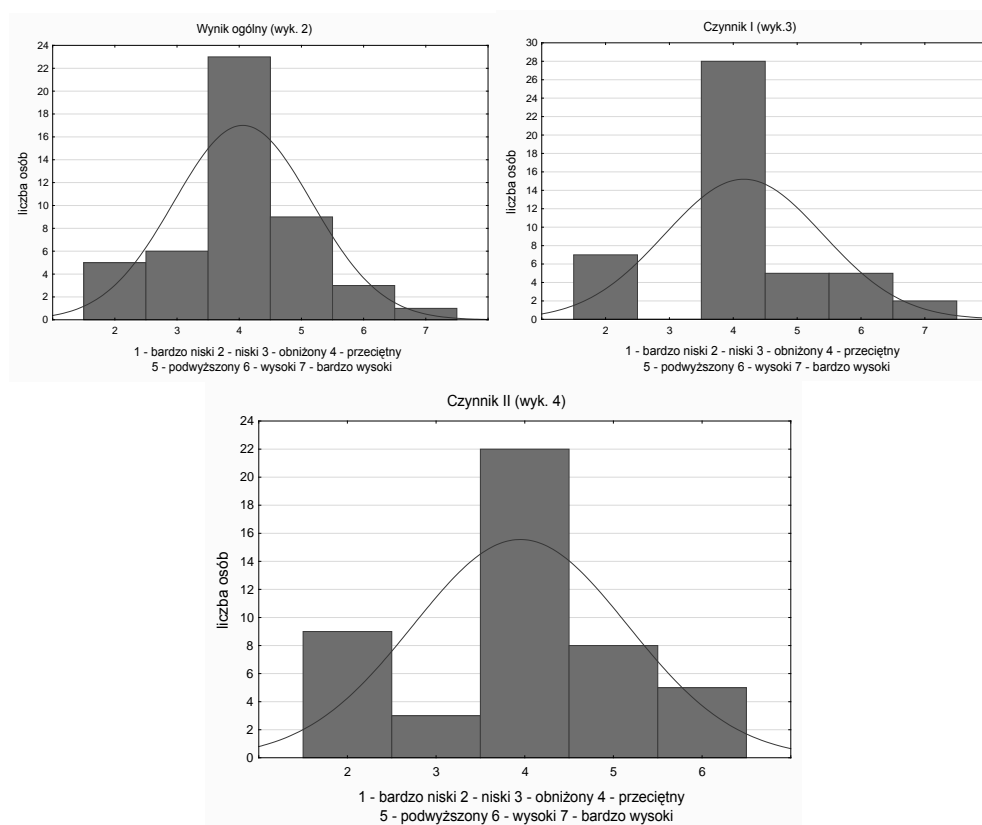 Wynik ogólny (wyk. 2)
24
22
20
18
16
14
12
10
8
6
4
2
0
liczba osób
2 3 4 5 6 7
1 - bardzo niski 2 - niski 3 - obniżony 4 - przeciętny
5 - podwyższony 6 - wysoki 7 - bardzo wysoki
Czynnik I (wyk.3)
30
28
26
24
22
20
18
16
14
12
10
8
6
4
2
0
liczba osób
2 3 4 5 6 7
1 - bardzo niski 2 - niski 3 - obniżony 4 - przeciętny
5 - podwyższony 6 - wysoki 7 - bardzo wysoki
Czynnik II (wyk. 4)
24
22
20
18
16
14
12
10
8
6
4
2
0
liczba osób
2 3 4 5 6
1 - bardzo niski 2 - niski 3 - obniżony 4 - przeciętny
5 - podwyższony 6 - wysoki 7 - bardzo wysoki